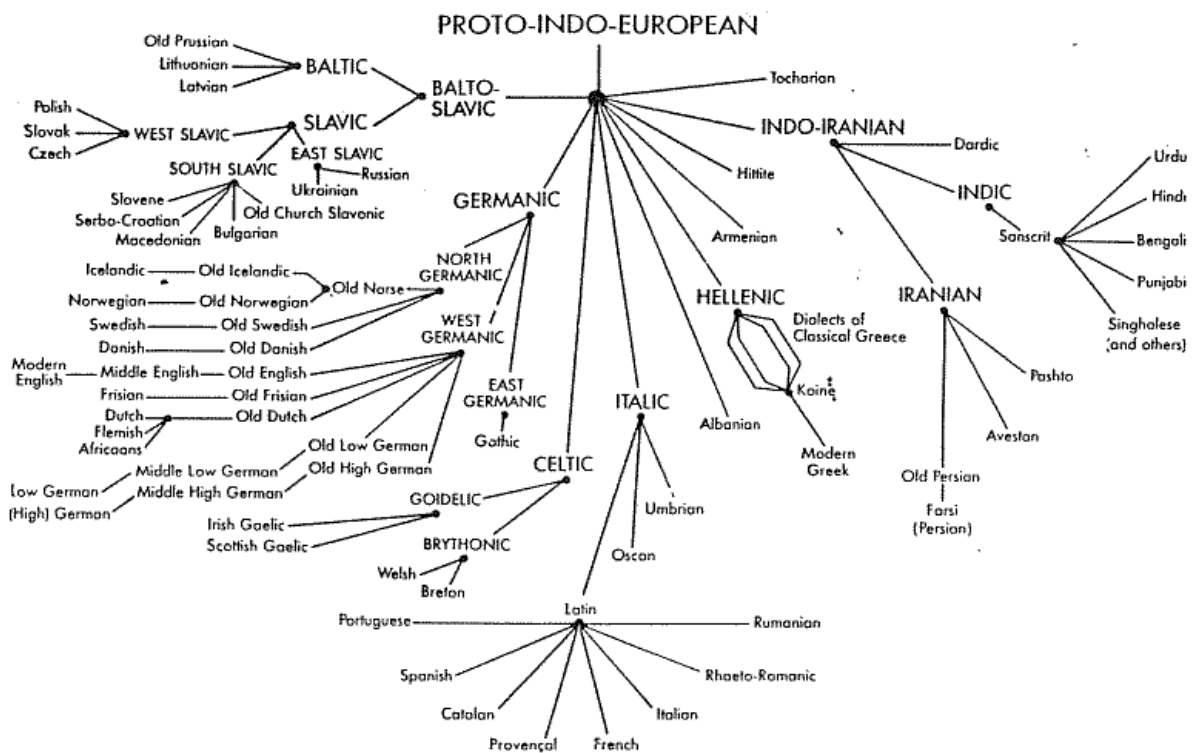 PROTO-INDO-EUROPEAN
Old Prussian
Lithuanian
Latvian
BALTIC
BALTO-
SLAVIC
Tocharian
Polish
Slovak
Czech
WEST SLAVIC
SLAVIC
SOUTH SLAVIC
EAST SLAVIC
Russian
Ukrainian
Slovene
Serbo-Croatian
Macedonian
Bulgarian
Old Church Slavonic
INDO-IRANIAN
Dardic
INDIC
Sanscrit
Urdu
Hindi
Bengali
Punjabi
Singhalese
(and others)
Hittite
Armenian
GERMANIC
NORTH
GERMANIC
Icelandic
Old Icelandic
Old Norse
Norwegian
Old Norwegian
Swedish
Old Swedish
Danish
Old Danish
WEST
GERMANIC
Modern
English
Middle English
Old English
Frisian
Old Frisian
Dutch
Flemish
Africaans
Old Dutch
Old Low German
Middle Low German
Low German
Old High German
Middle High German
(High) German
EAST
GERMANIC
Gothic
HELLENIC
Dialects of
Classical Greece
Koine
Modern
Greek
IRANIAN
Pashto
Avestan
Old Persian
Farsi
(Persian)
Albanian
ITALIC
Umbrian
Oscan
CELTIC
GOIDELIC
Irish Gaelic
Scottish Gaelic
BRYTHONIC
Welsh
Breton
Latin
Portuguese
Rumanian
Spanish
Rhaeto-Romanic
Catalan
Italian
Provençal
French